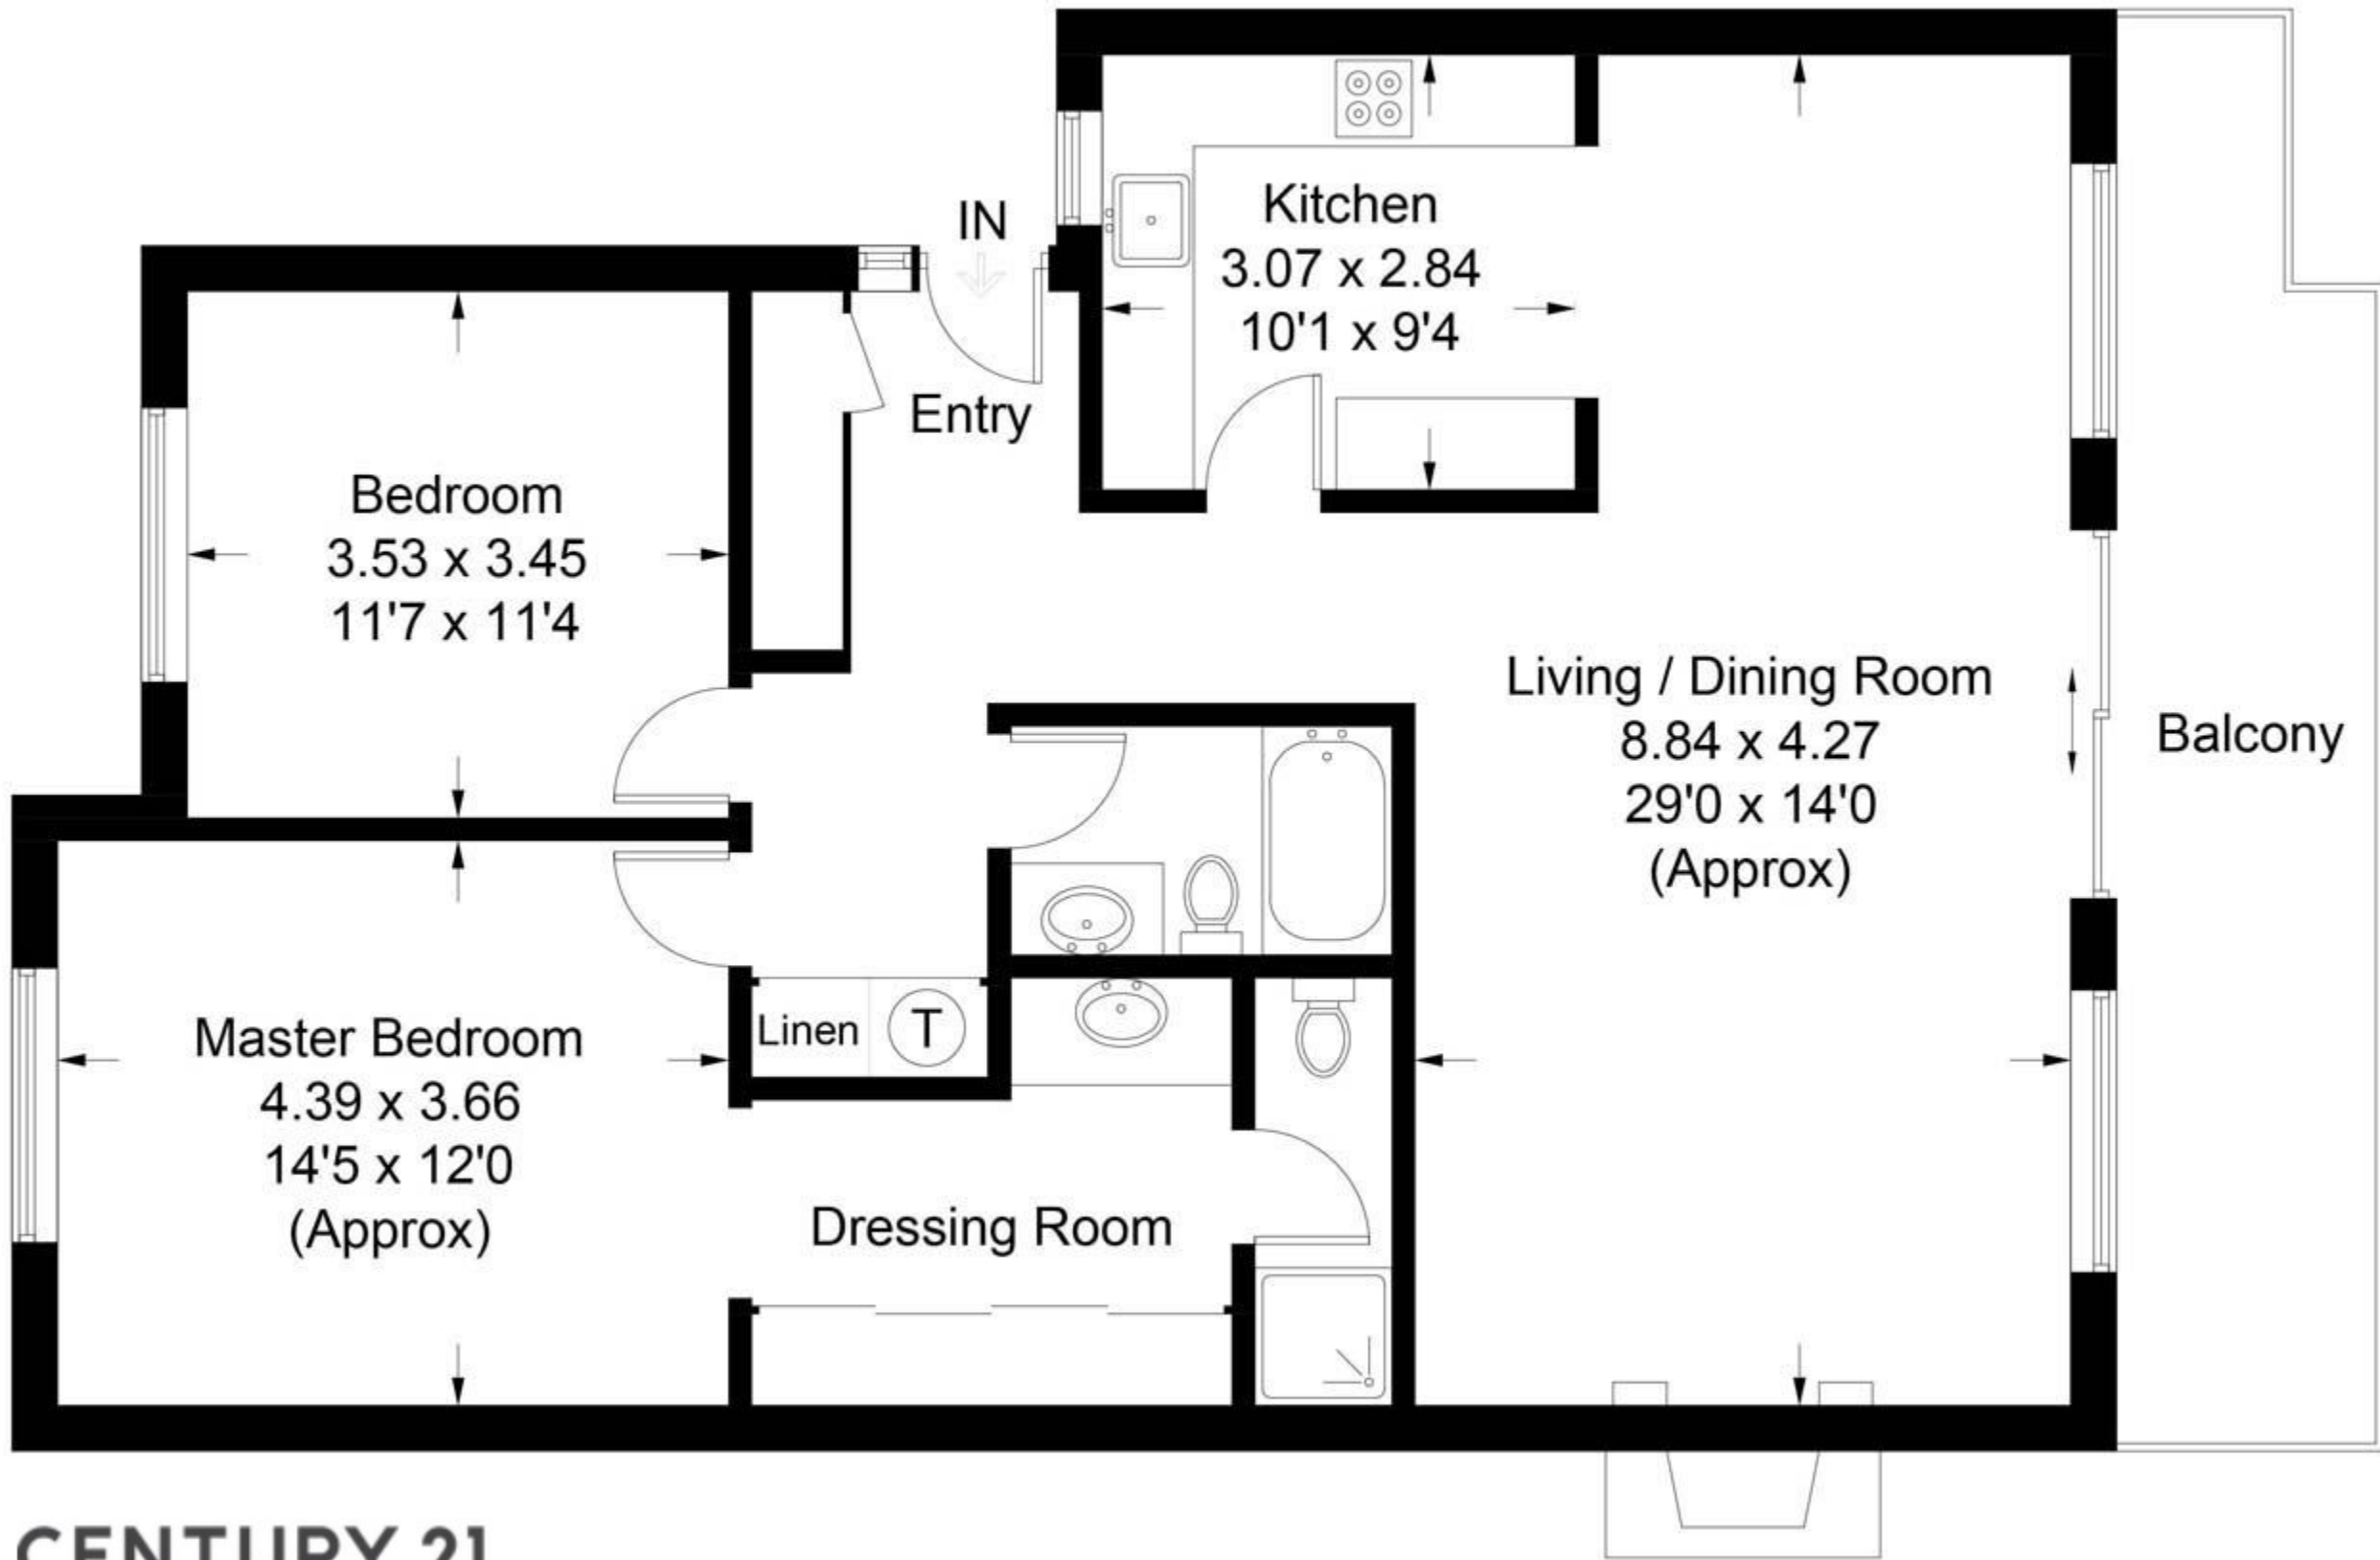 IN
Kitchen
3.07 x 2.84
10'1 x 9'4
Entry
Bedroom
3.53 x 3.45
11'7 x 11'4
Living / Dining Room
8.84 x 4.27
29'0 x 14'0
(Approx)
Balcony
Master Bedroom
4.39 x 3.66
14'5 x 12'0
(Approx)
Linen
T
Dressing Room
CENTURY 21